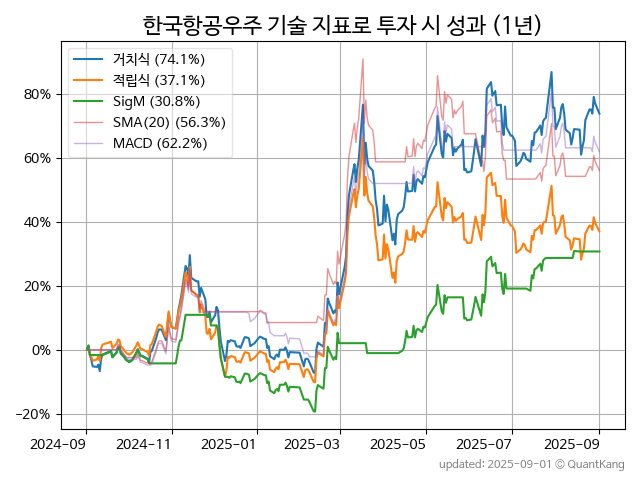 한국항공우주 기술 지표로 투자 시 성과 (1년)
거치식 (74.1%)
적립식 (37.1%)
SigM (30.8%)
SMA(20) (56.3%)
MACD (62.2%)
80%
60%
40%
20%
0%
−20%
2024-09 2024-11 2025-01 2025-03 2025-05 2025-07 2025-09
updated: 2025-09-01 © QuantKang